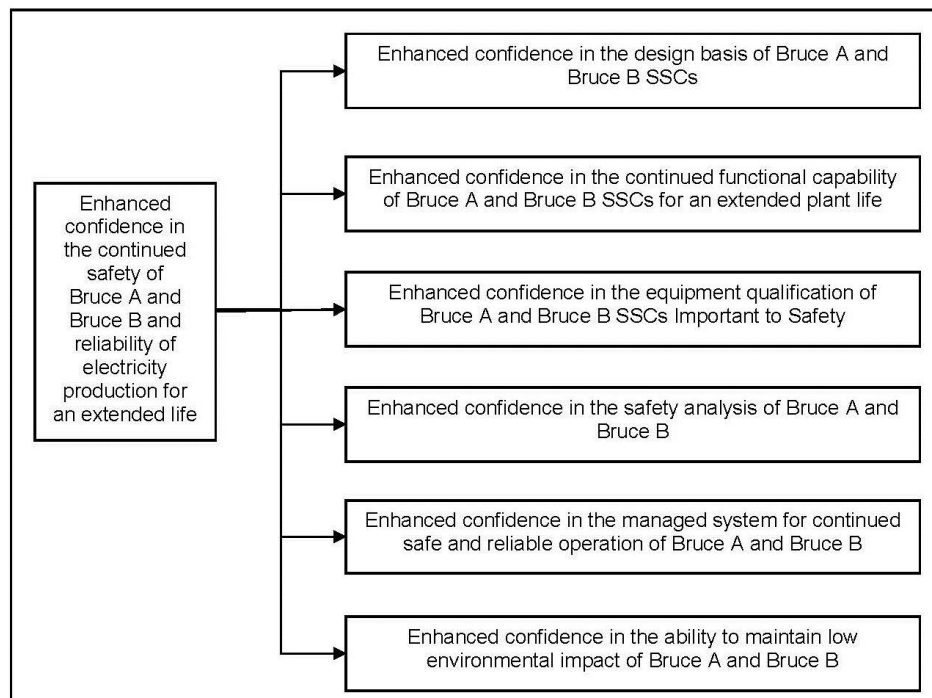 Enhanced
confidence in
the continued
safety of
Bruce A and
Bruce B and
reliability of
electricity
production for
an extended life
Enhanced confidence in the design basis of Bruce A and
Bruce B SSCs
Enhanced confidence in the continued functional capability
of Bruce A and Bruce B SSCs for an extended plant life
Enhanced confidence in the equipment qualification of
Bruce A and Bruce B SSCs Important to Safety
Enhanced confidence in the safety analysis of Bruce A and
Bruce B
Enhanced confidence in the managed system for continued
safe and reliable operation of Bruce A and Bruce B
Enhanced confidence in the ability to maintain low
environmental impact of Bruce A and Bruce B